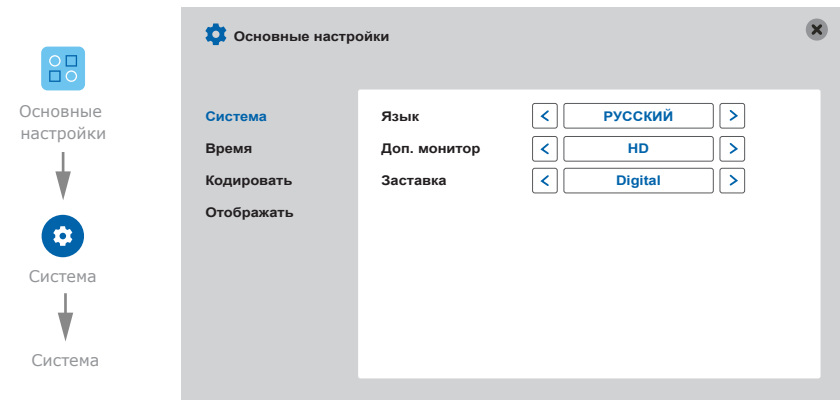 Основные
настройки
Система
Система
Основные настройки
Система
Время
Кодировать
Отображать
Язык < РУССКИЙ >
Доп. монитор < HD >
Заставка < Digital >